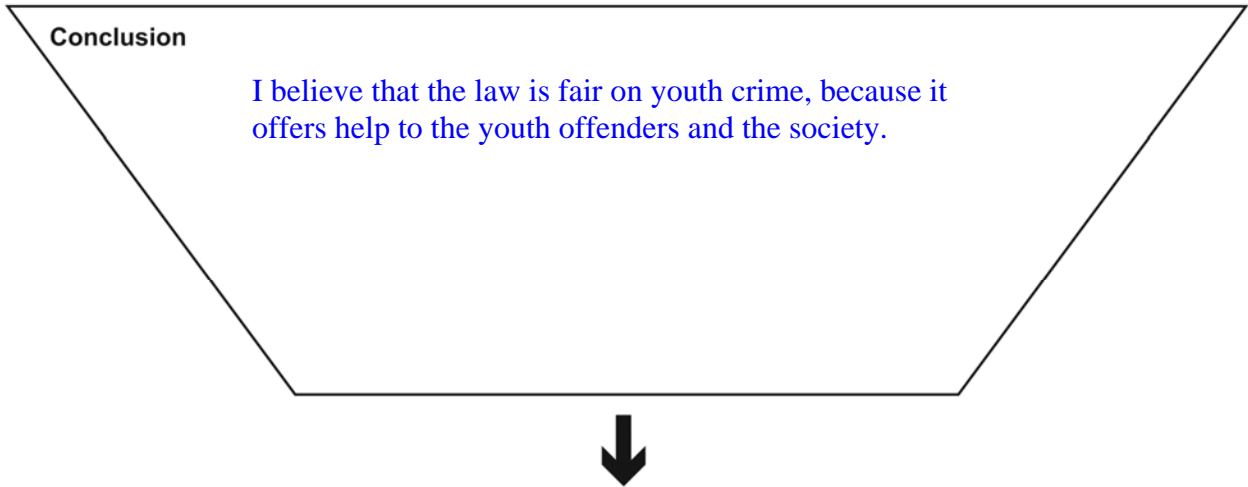 Conclusion
I believe that the law is fair on youth crime, because it
offers help to the youth offenders and the society.